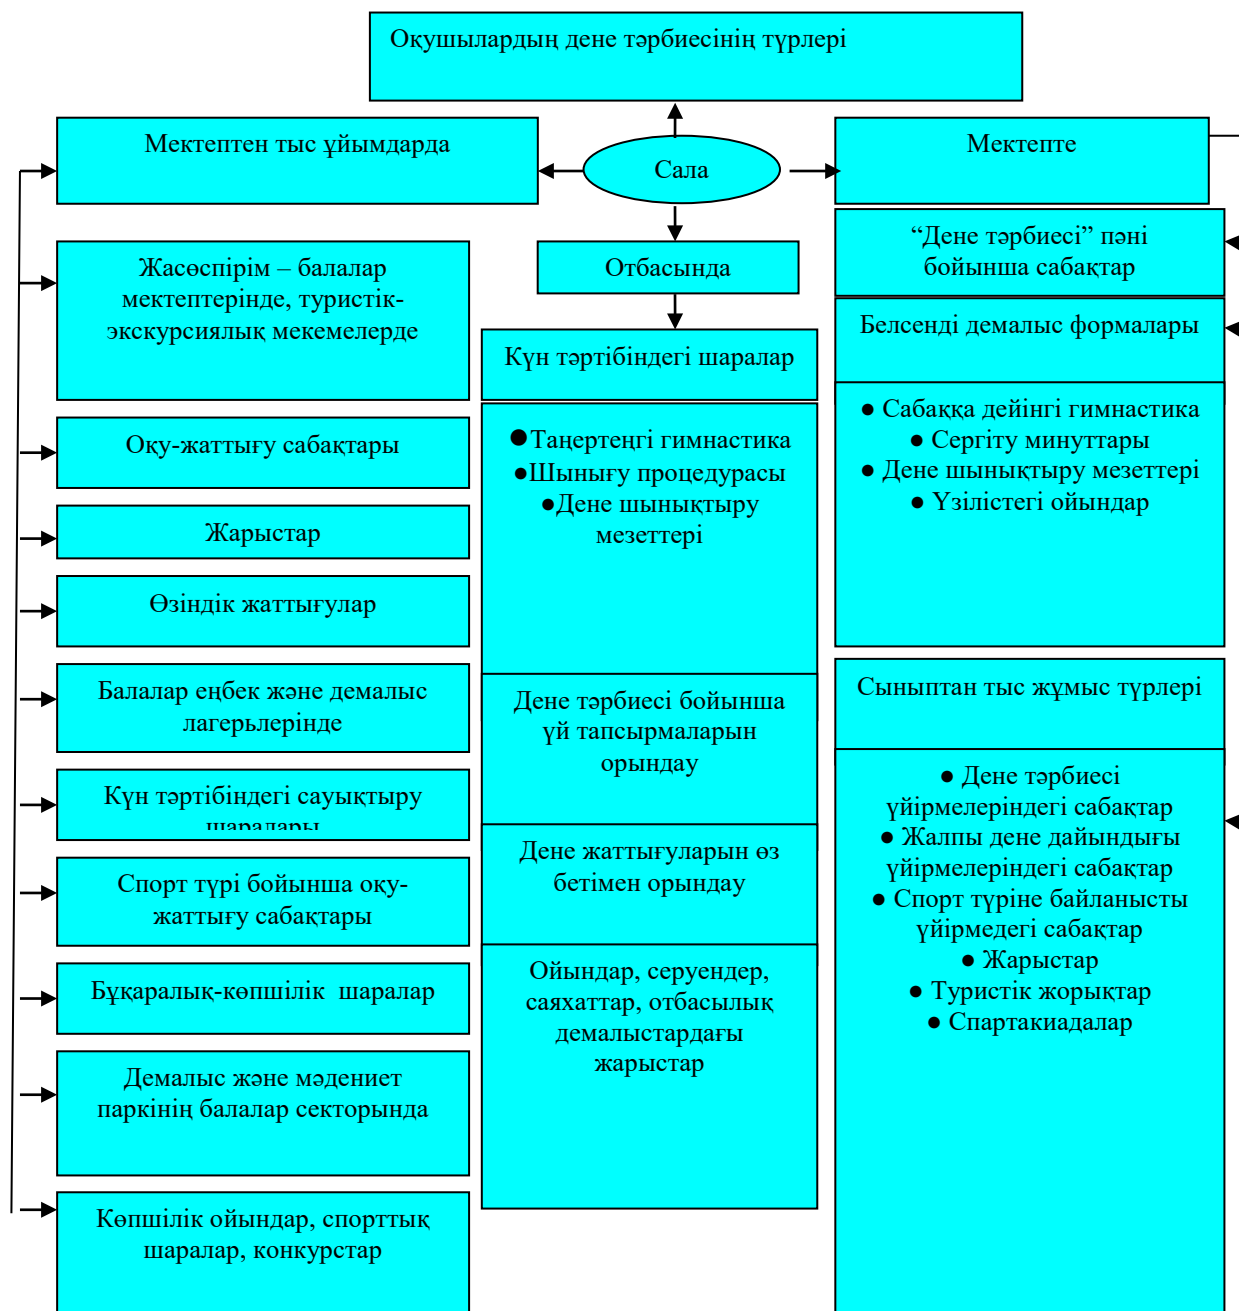 Оқушылардың дене тәрбиесінің түрлері
Мектептен тыс ұйымдарда
Сала
Мектепте
Жасөспірім – балалар
мектептерінде, туристік-
экскурсиялық мекемелерде
Оқу-жаттығу сабақтары
Жарыстар
Өзіндік жаттығулар
Балалар еңбек және демалыс
лагерьлерінде
Күн тәртібіндегі сауықтыру
шаралары
Спорт түрі бойынша оқу-
жаттығу сабақтары
Бұқаралық-көпшілік шаралар
Демалыс және мәдениет
паркінің балалар секторында
Көпшілік ойындар, спорттық
шаралар, конкурстар
Отбасында
Күн тәртібіндегі шаралар
●Таңертеңгі гимнастика
●Шынығу процедурасы
●Дене шынықтыру
мезеттері
Дене тәрбиесі бойынша
үй тапсырмаларын
орындау
Дене жаттығуларын өз
бетімен орындау
Ойындар, серуендер,
саяхаттар, отбасылық
демалыстардағы
жарыстар
“Дене тәрбиесі” пәні
бойынша сабақтар
Белсенді демалыс формалары
● Сабаққа дейінгі гимнастика
● Сергіту минуттары
● Дене шынықтыру мезеттері
● Үзілістегі ойындар
Сыныптан тыс жұмыс түрлері
● Дене тәрбиесі
үйірмелеріндегі сабақтар
● Жалпы дене дайындығы
үйірмелеріндегі сабақтар
● Спорт түріне байланысты
үйірмедегі сабақтар
● Жарыстар
● Туристік жорықтар
● Спартакиадалар